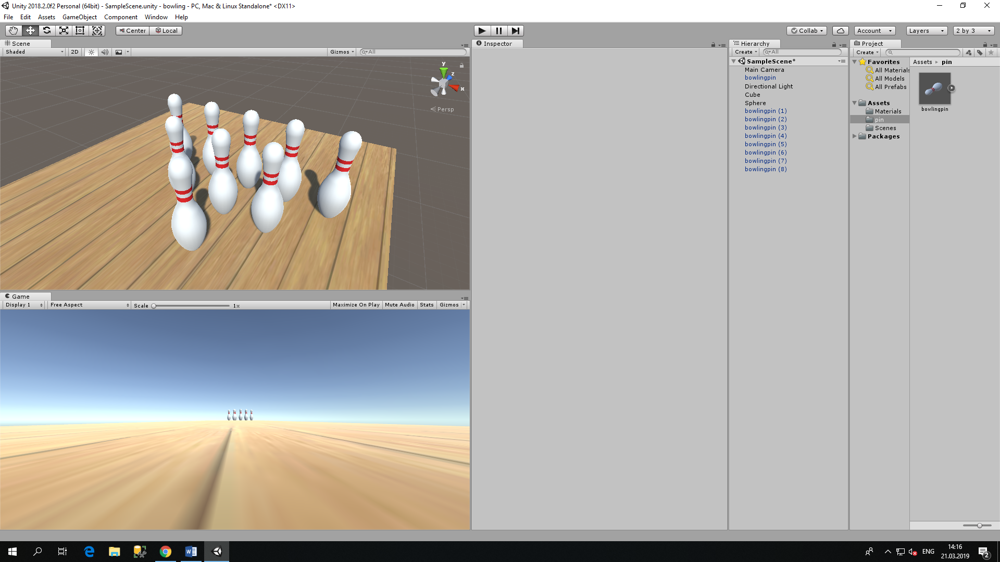 Unity 2018.2.0f2 Personal (64bit) - SampleScene.unity - bowling - PC, Mac & Linux Standalone* <DX11>
File Edit Assets GameObject Component Window Help
Center Local
Collab Account Layers 2 by 3
Scene
Shaded 2D Gizmos All
y
z
x
Persp
Game
Display 1 Free Aspect Scale 1x Maximize On Play Mute Audio Stats Gizmos
Inspector
Hierarchy
Create All
SampleScene*
Main Camera
bowlingpin
Directional Light
Cube
Sphere
bowlingpin (1)
bowlingpin (2)
bowlingpin (3)
bowlingpin (4)
bowlingpin (5)
bowlingpin (6)
bowlingpin (7)
bowlingpin (8)
Project
Create
Favorites
All Materials
All Models
All Prefabs
Assets
Materials
pin
Scenes
Packages
Assets pin
bowlingpin
ENG
14:16
21.03.2019
2